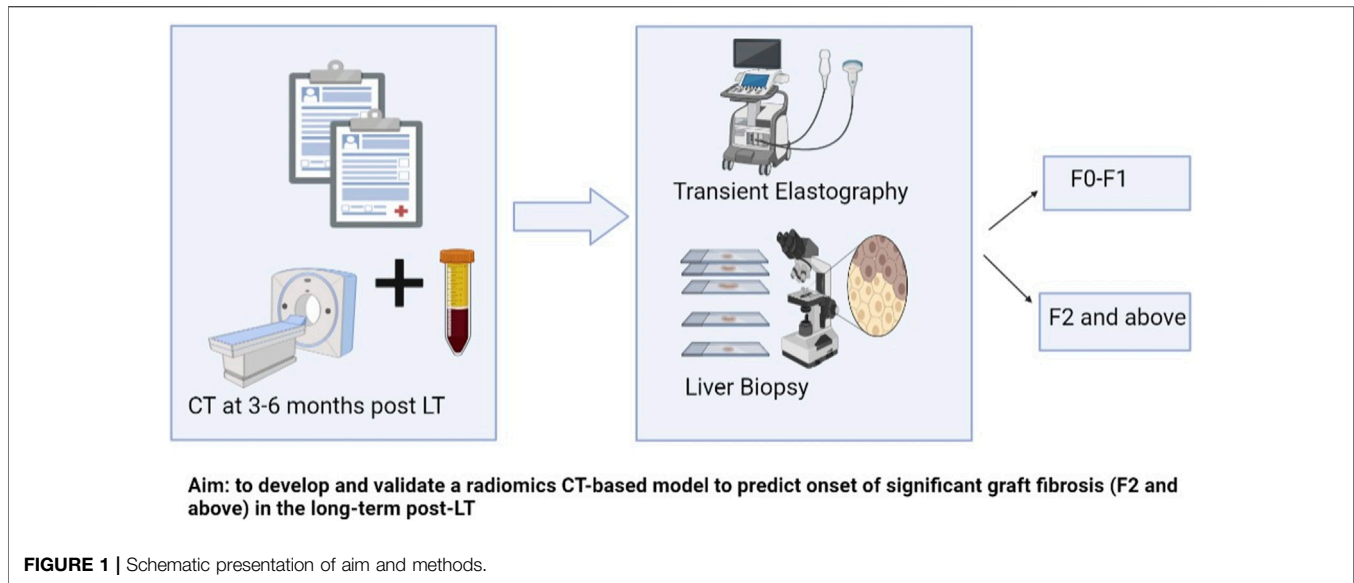 Transient Elastography
Liver Biopsy
CT at 3-6 months post LT
F0-F1
F2 and above
Aim: to develop and validate a radiomics CT-based model to predict onset of significant graft fibrosis (F2 and
above) in the long-term post-LT
FIGURE 1 | Schematic presentation of aim and methods.